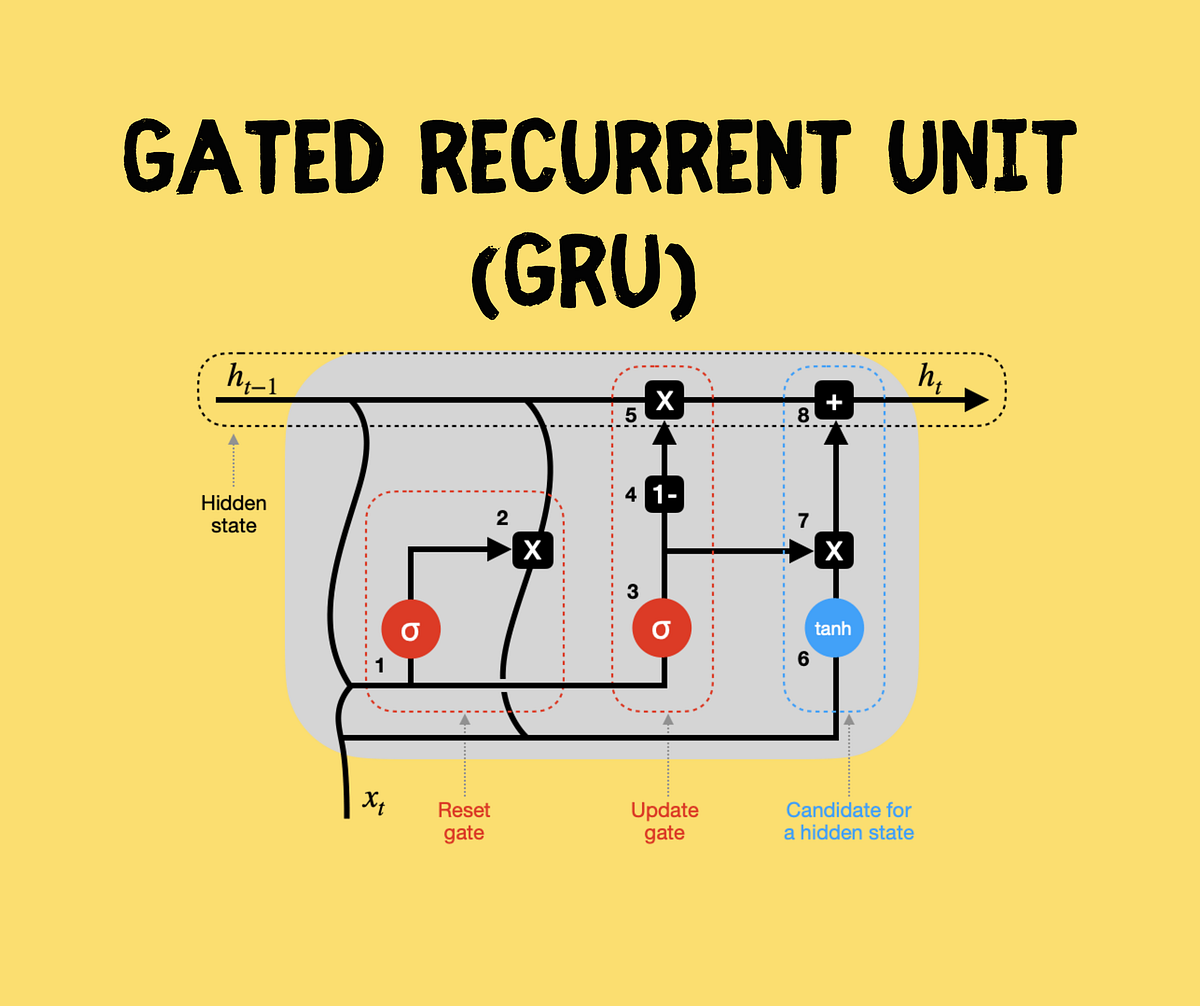 GATED RECURRENT UNIT
(GRU)
h_{t-1}
h_t
5
X
8
+
Hidden
state
4
1-
2
X
7
X
3
σ
σ
tanh
1
6
x_t
Reset
gate
Update
gate
Candidate for
a hidden state